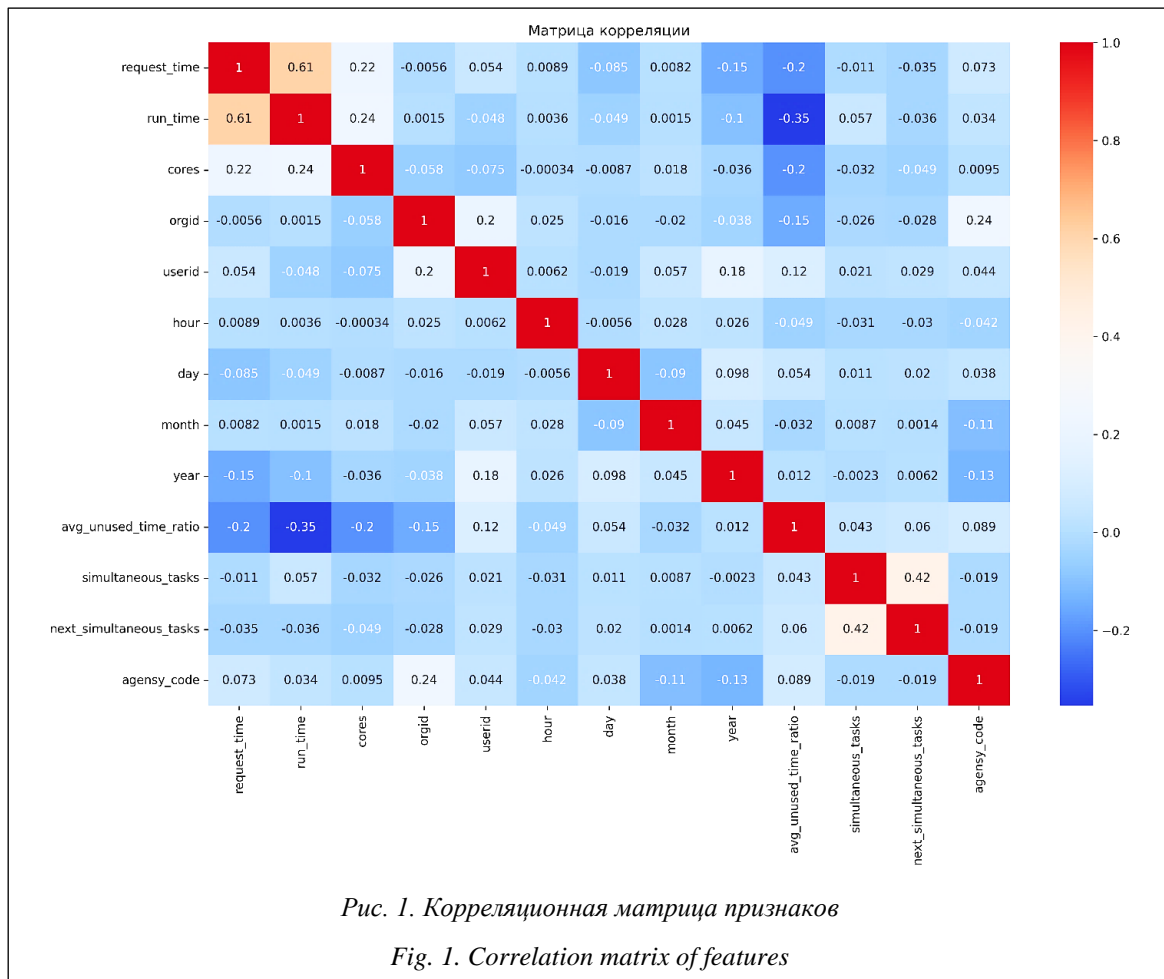 Матрица корреляции
request_time 1 0.61 0.22 -0.0056 0.054 0.0089 -0.085 0.0082 -0.15 -0.2 -0.011 -0.035 0.073
run_time 0.61 1 0.24 0.0015 -0.048 0.0036 -0.049 0.0015 -0.1 -0.35 0.057 -0.036 0.034
cores 0.22 0.24 1 -0.058 -0.075 -0.00034 -0.0087 0.018 -0.036 -0.2 -0.032 -0.049 0.0095
orgid -0.0056 0.0015 -0.058 1 0.2 0.025 -0.016 -0.02 -0.038 -0.15 -0.026 -0.028 0.24
userid 0.054 -0.048 -0.075 0.2 1 0.0062 -0.019 0.057 0.18 0.12 0.021 0.029 0.044
hour 0.0089 0.0036 -0.00034 0.025 0.0062 1 -0.0056 0.028 0.026 -0.049 -0.031 -0.03 -0.042
day -0.085 -0.049 -0.0087 -0.016 -0.019 -0.0056 1 -0.09 0.098 0.054 0.011 0.02 0.038
month 0.0082 0.0015 0.018 -0.02 0.057 0.028 -0.09 1 0.045 -0.032 0.0087 0.0014 -0.11
year -0.15 -0.1 -0.036 -0.038 0.18 0.026 0.098 0.045 1 0.012 -0.0023 0.0062 -0.13
avg_unused_time_ratio -0.2 -0.35 -0.2 -0.15 0.12 -0.049 0.054 -0.032 0.012 1 0.043 0.06 0.089
simultaneous_tasks -0.011 0.057 -0.032 -0.026 0.021 -0.031 0.011 0.0087 -0.0023 0.043 1 0.42 -0.019
next_simultaneous_tasks -0.035 -0.036 -0.049 -0.028 0.029 -0.03 0.02 0.0014 0.0062 0.06 0.42 1 -0.019
agensy_code 0.073 0.034 0.0095 0.24 0.044 -0.042 0.038 -0.11 -0.13 0.089 -0.019 -0.019 1
request_time
run_time
cores
orgid
userid
hour
day
month
year
avg_unused_time_ratio
simultaneous_tasks
next_simultaneous_tasks
agensy_code
1.0
0.8
0.6
0.4
0.2
0.0
−0.2
Рис. 1. Корреляционная матрица признаков
Fig. 1. Correlation matrix of features